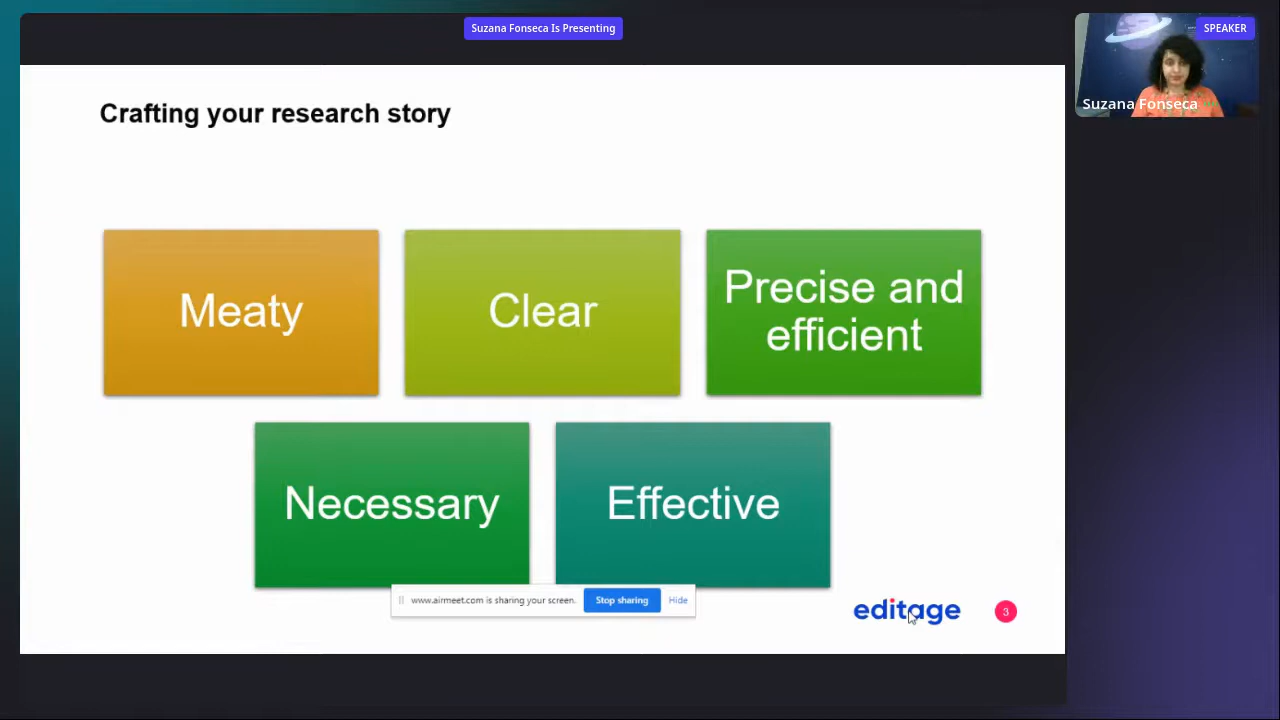 Suzana Fonseca Is Presenting
SPEAKER
Suzana Fonseca
Crafting your research story
Meaty
Clear
Precise and
efficient
Necessary
Effective
www.airmeet.com is sharing your screen.
Stop sharing
Hide
editage
3